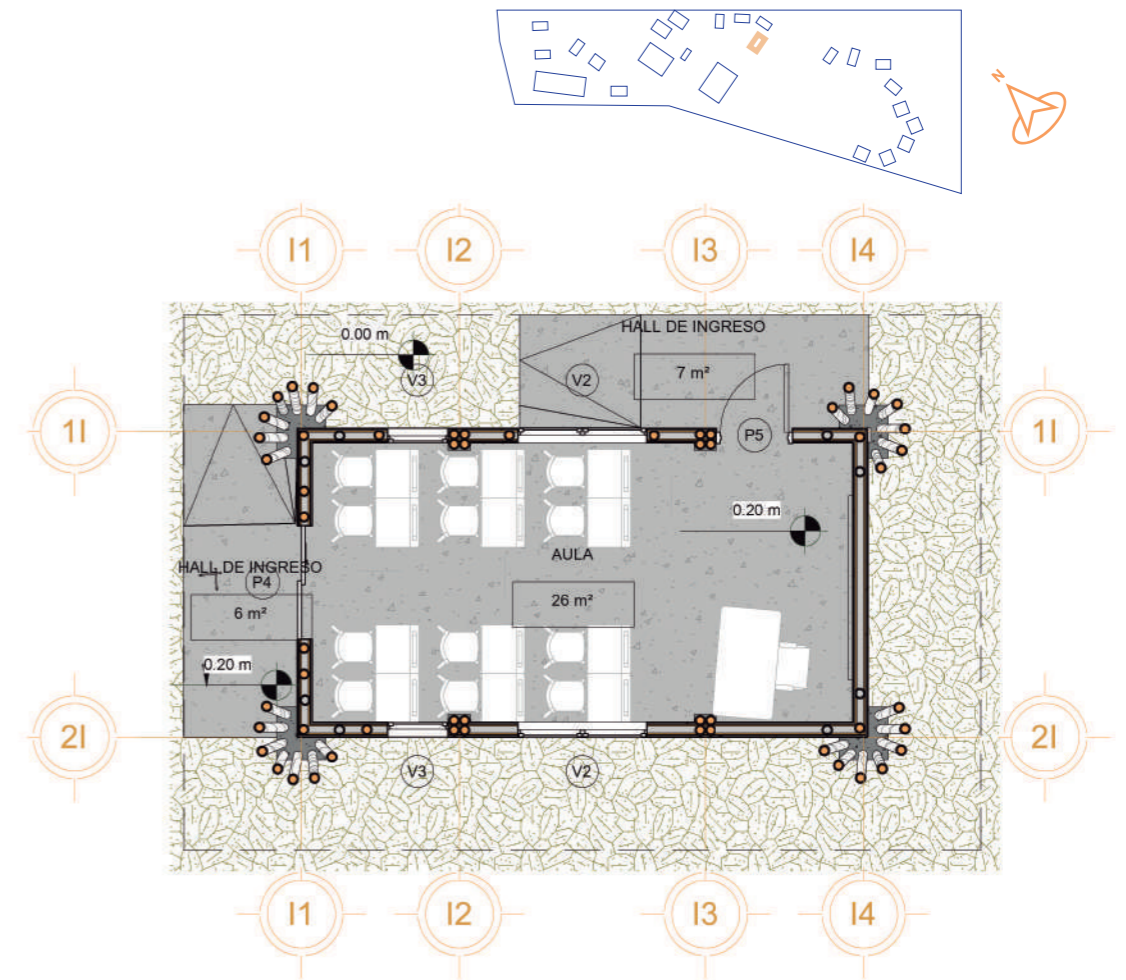 N
I1
I2
I3
I4
0.00 m
HALL DE INGRESO
7 m²
V3
V2
P5
1I
1I
0.20 m
AULA
26 m²
HALL DE INGRESO
P4
6 m²
0.20 m
2I
2I
V3
V2
I1
I2
I3
I4